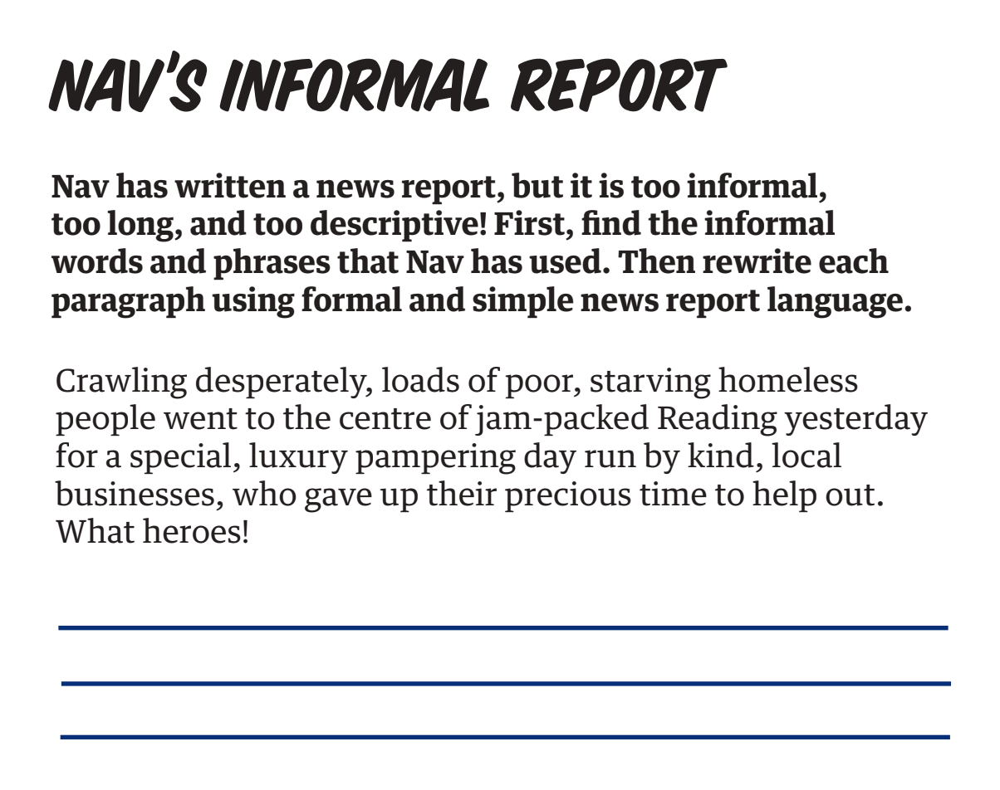 NAV'S INFORMAL REPORT
Nav has written a news report, but it is too informal,
too long, and too descriptive! First, find the informal
words and phrases that Nav has used. Then rewrite each
paragraph using formal and simple news report language.
Crawling desperately, loads of poor, starving homeless
people went to the centre of jam-packed Reading yesterday
for a special, luxury pampering day run by kind, local
businesses, who gave up their precious time to help out.
What heroes!